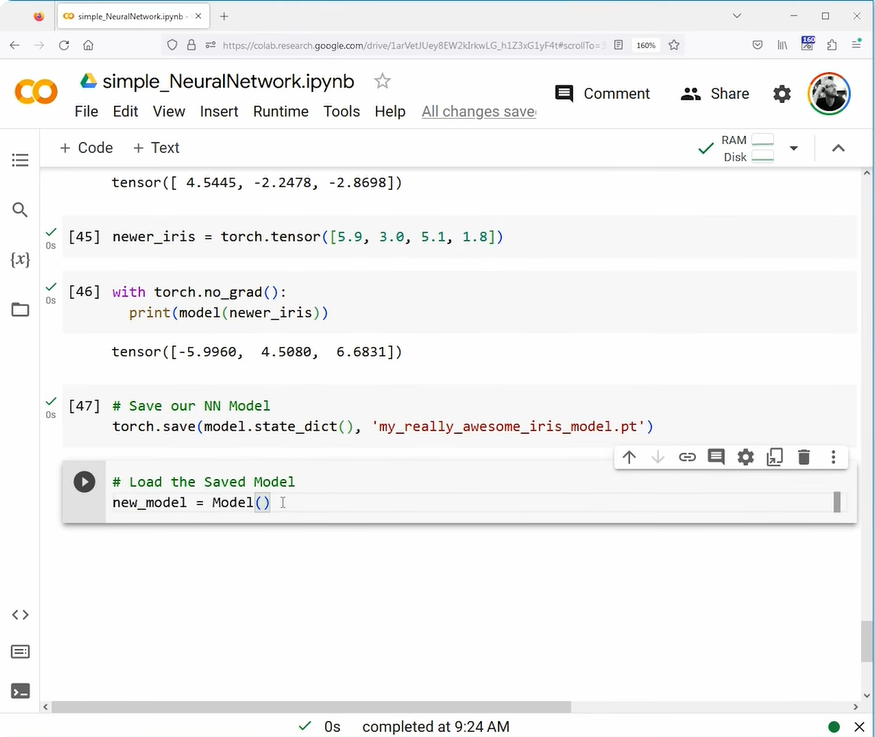 simple_NeuralNetwork.ipynb -
https://colab.research.google.com/drive/1arVetJUey8EW2kIrkwLG_h1Z3xG1yF4t#scrollTo=
160%
160
simple_NeuralNetwork.ipynb
File Edit View Insert Runtime Tools Help All changes save
Comment Share
+ Code + Text
RAM
Disk
tensor([ 4.5445, -2.2478, -2.8698])
0s
[45] newer_iris = torch.tensor([5.9, 3.0, 5.1, 1.8])
0s
[46] with torch.no_grad():
print(model(newer_iris))
tensor([-5.9960,  4.5080,  6.6831])
0s
[47] # Save our NN Model
torch.save(model.state_dict(), 'my_really_awesome_iris_model.pt')
# Load the Saved Model
new_model = Model()
{x}
0s completed at 9:24 AM